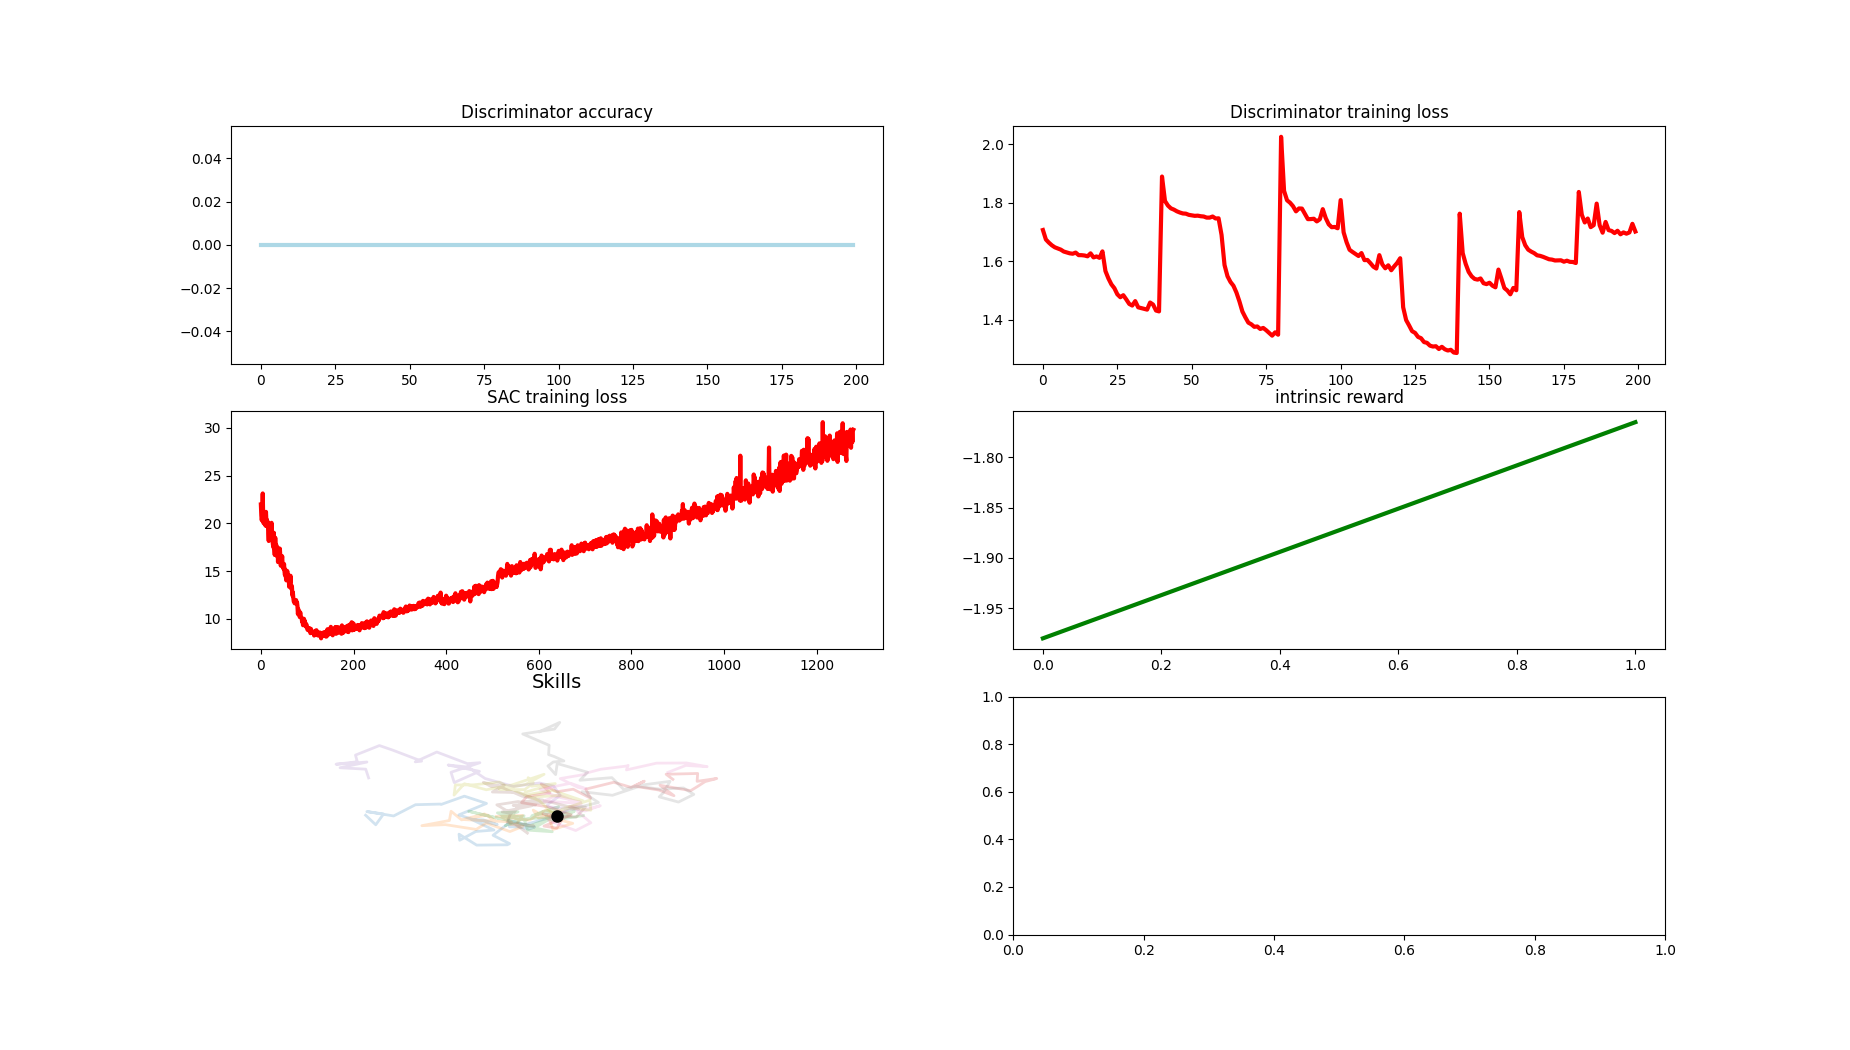 Discriminator accuracy
0.04
0.02
0.00
−0.02
−0.04
0 25 50 75 100 125 150 175 200
Discriminator training loss
2.0
1.8
1.6
1.4
0 25 50 75 100 125 150 175 200
SAC training loss
30
25
20
15
10
0 200 400 600 800 1000 1200
intrinsic reward
−1.80
−1.85
−1.90
−1.95
0.0 0.2 0.4 0.6 0.8 1.0
Skills
1.0
0.8
0.6
0.4
0.2
0.0
0.0 0.2 0.4 0.6 0.8 1.0